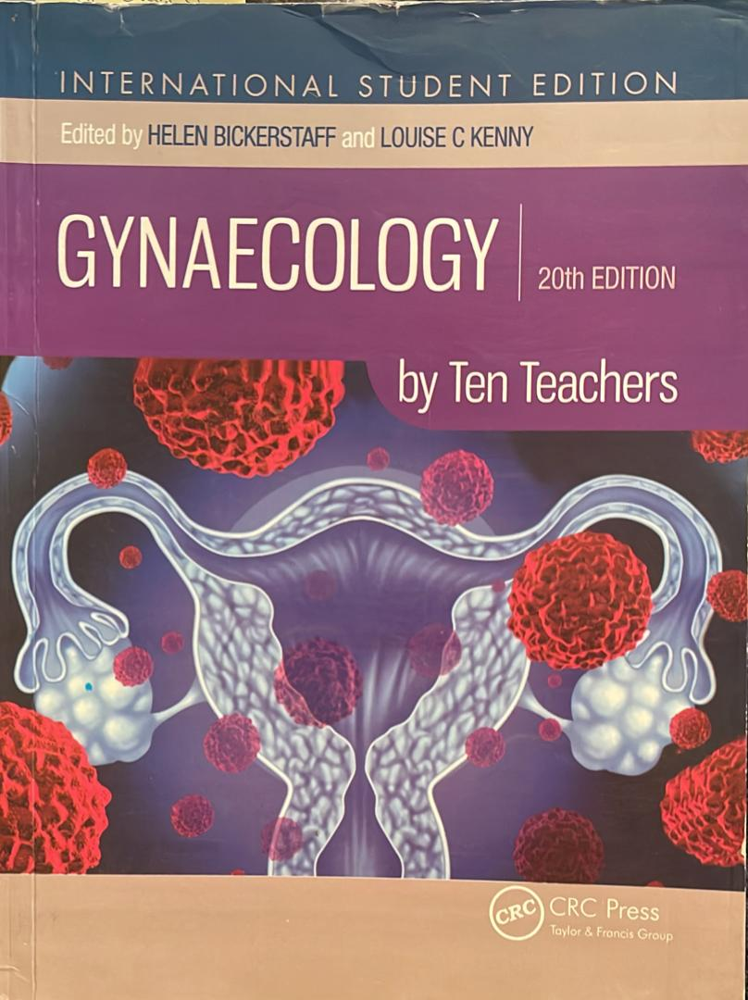 INTERNATIONAL STUDENT EDITION
Edited by HELEN BICKERSTAFF and LOUISE C KENNY
GYNAECOLOGY
20th EDITION
by Ten Teachers
CRC
CRC Press
Taylor & Francis Group